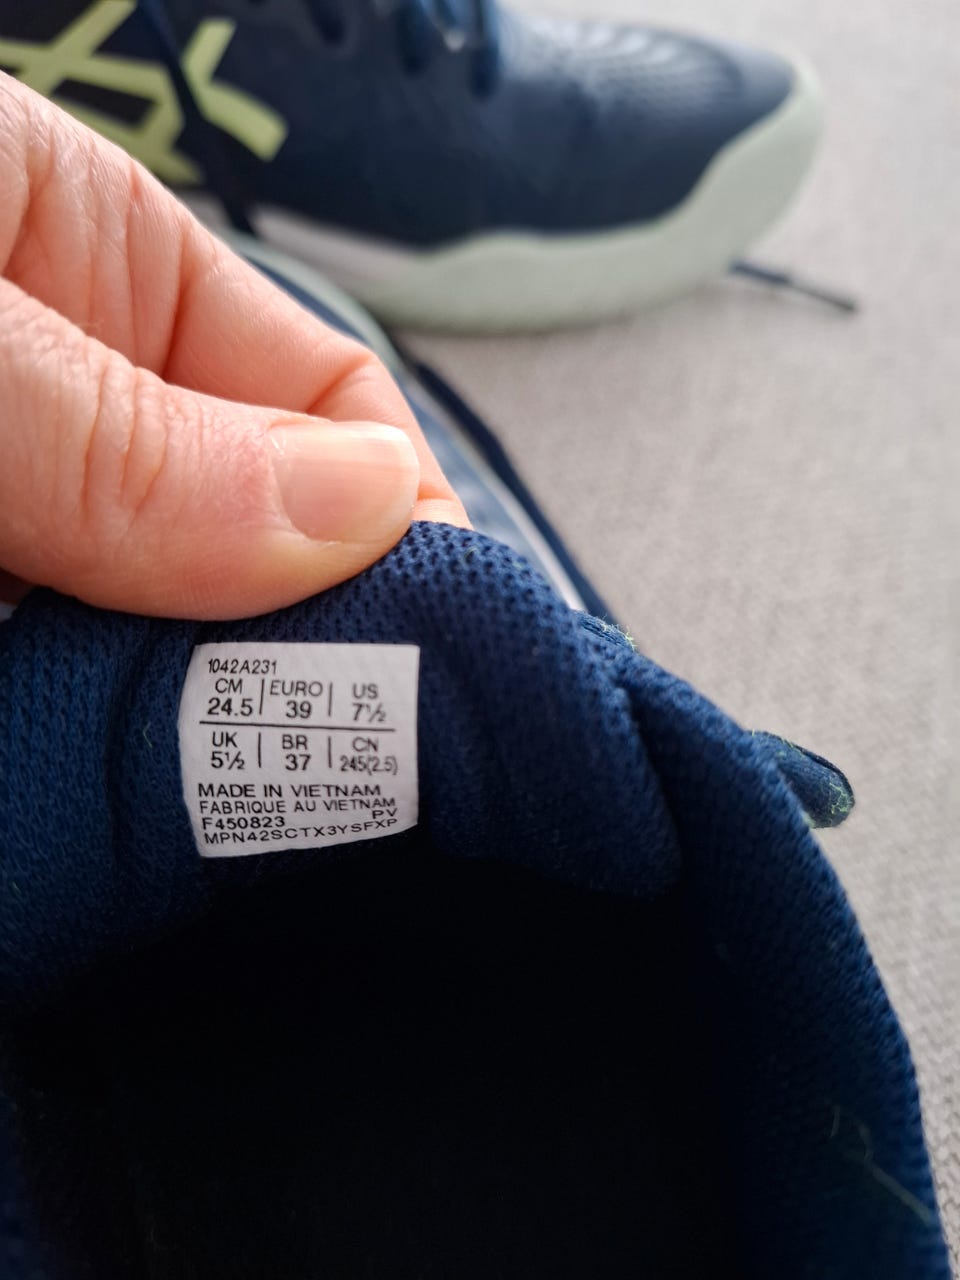 1042A231
CM | EURO | US
24.5 | 39 | 7½
UK | BR | CN
5½ | 37 | 245(2.5)
MADE IN VIETNAM
FABRIQUE AU VIETNAM
F450823 PV
MPN42SCTX3YSFXP